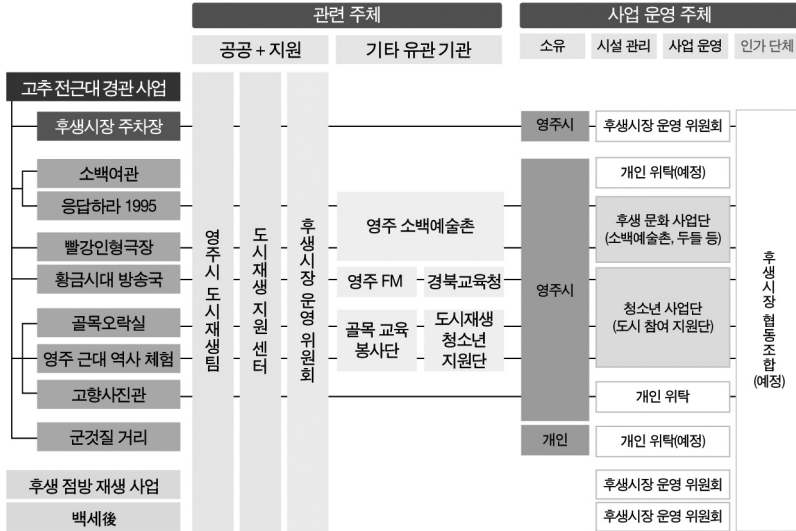 관련 주체
사업 운영 주체
공공 + 지원
기타 유관 기관
소유
시설 관리
사업 운영
인가 단체
고추 전근대 경관 사업
후생시장 주차장
소백여관
응답하라 1995
빨강인형극장
황금시대 방송국
골목오락실
영주 근대 역사 체험
고향사진관
군것질 거리
후생 점방 재생 사업
백세後
영주시 도시재생팀
도시재생 지원 센터
후생시장 운영 위원회
영주 소백예술촌
영주 FM
경북교육청
골목 교육
봉사단
도시재생
청소년
지원단
영주시
영주시
개인
후생시장 운영 위원회
개인 위탁(예정)
후생 문화 사업단
(소백예술촌, 두들 등)
청소년 사업단
(도시 참여 지원단)
개인 위탁
개인 위탁(예정)
후생시장 운영 위원회
후생시장 운영 위원회
후생시장 협동조합
(예정)